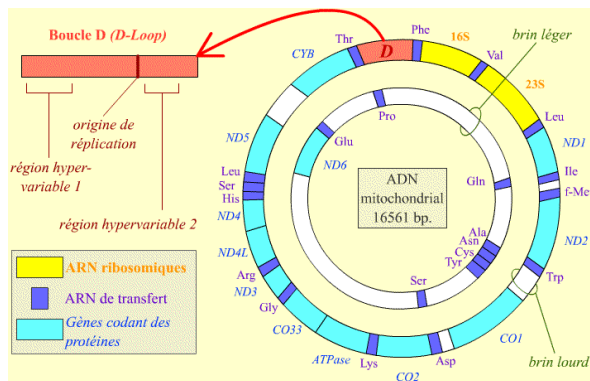 Boucle D (D-Loop)
origine de
réplication
région hyper-
variable 1
région hypervariable 2
ARN ribosomiques
ARN de transfert
Gènes codant des
protéines
ADN
mitochondrial
16561 bp.
brin léger
brin lourd
D
Phe
16S
Val
23S
Leu
ND1
Ile
f-Me
ND2
Trp
CO1
Asp
CO2
Lys
ATPase
CO33
Gly
ND3
Arg
ND4L
ND4
His
Ser
Leu
ND5
CYB
Thr
Pro
Glu
ND6
Gln
Ala
Asn
Cys
Tyr
Ser